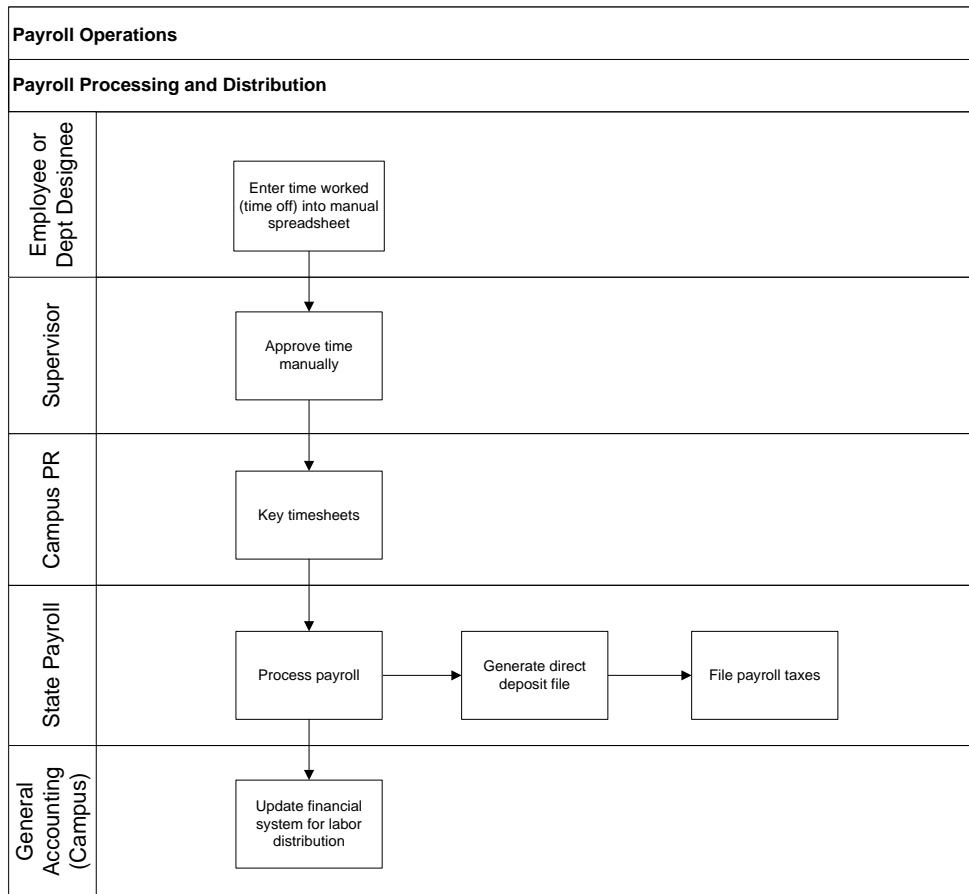 Payroll Operations
Payroll Processing and Distribution
Employee or
Dept Designee
Enter time worked
(time off) into manual
spreadsheet
Supervisor
Approve time
manually
Campus PR
Key timesheets
State Payroll
Process payroll
Generate direct
deposit file
File payroll taxes
General
Accounting
(Campus)
Update financial
system for labor
distribution